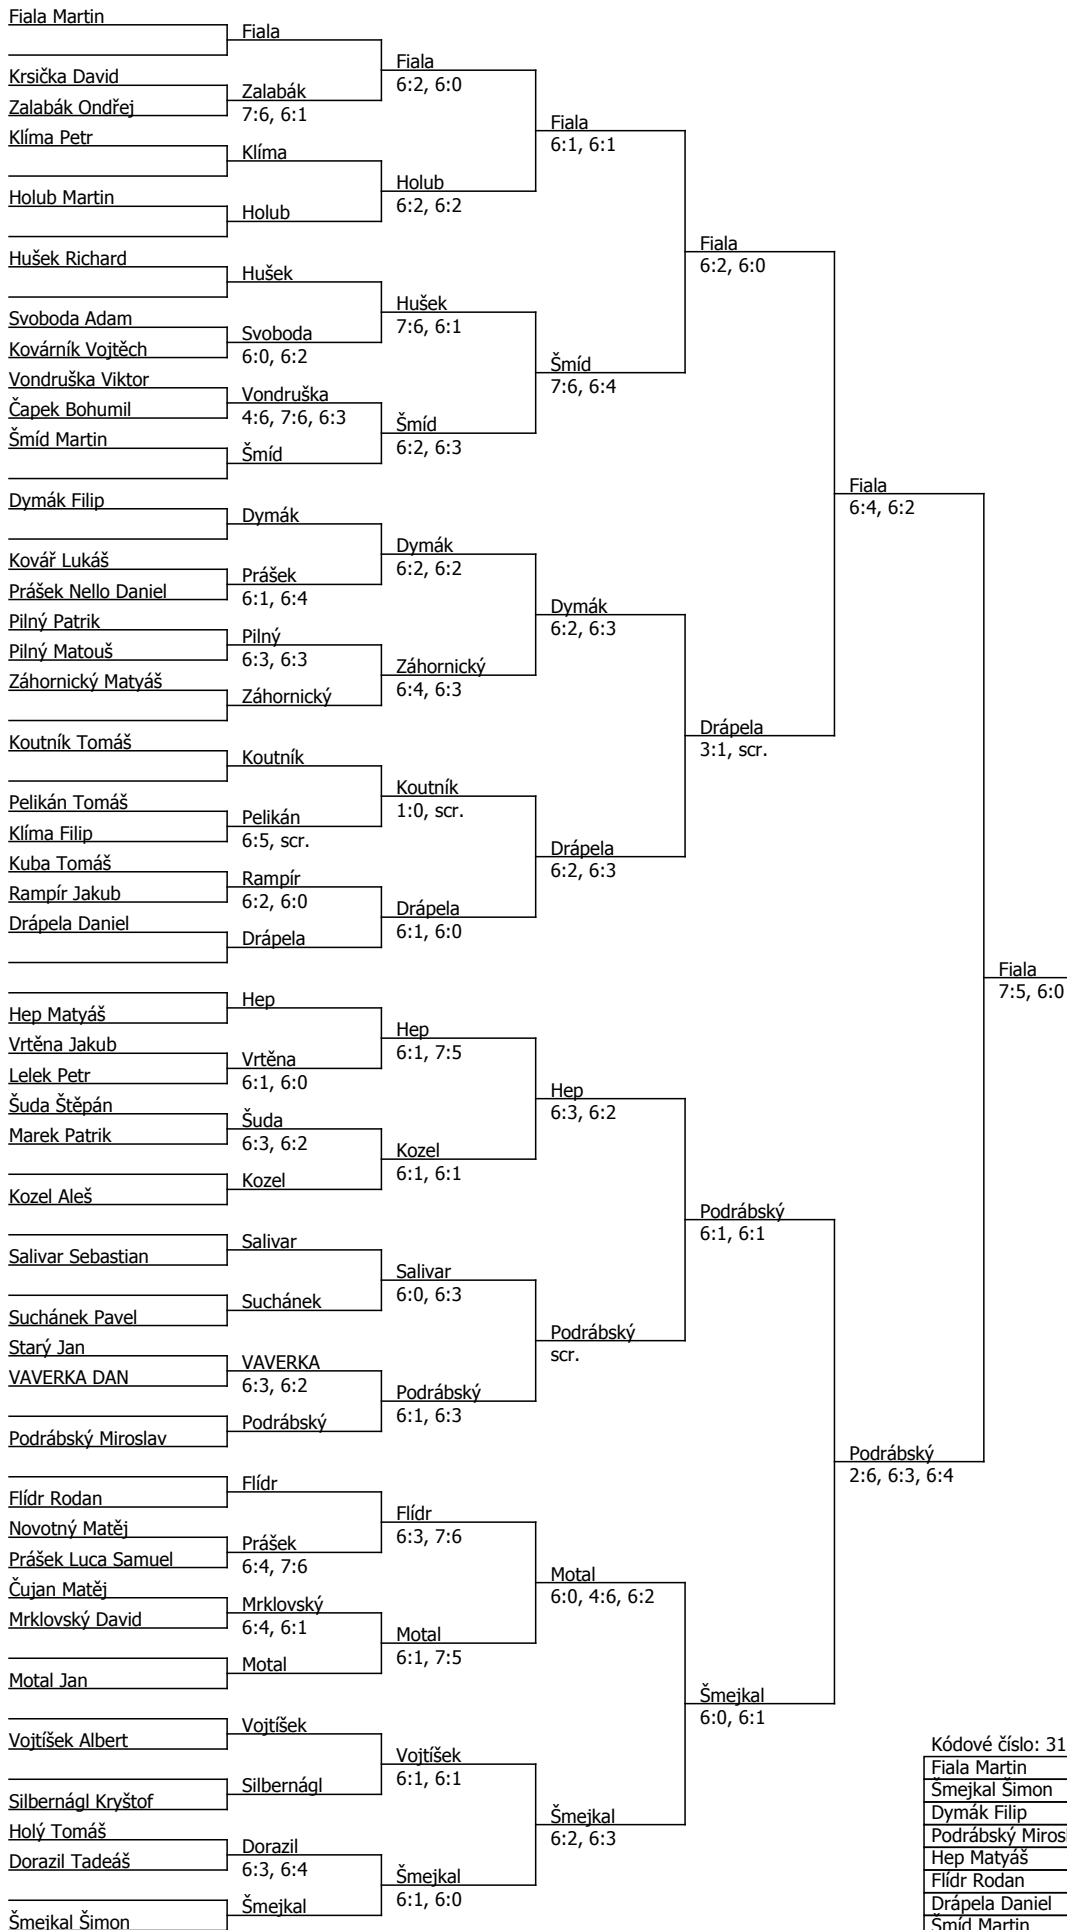 Fiala Martin
Fiala
Fiala
6:2, 6:0
Krsička David
Zalabák Ondřej
Zalabák
7:6, 6:1
Fiala
6:1, 6:1
Klíma Petr
Klíma
Holub
6:2, 6:2
Holub Martin
Holub
Fiala
6:2, 6:0
Hušek Richard
Hušek
Hušek
7:6, 6:1
Svoboda Adam
Kovárník Vojtěch
Svoboda
6:0, 6:2
Šmíd
7:6, 6:4
Vondruška Viktor
Čapek Bohumil
Vondruška
4:6, 7:6, 6:3
Šmíd
6:2, 6:3
Šmíd Martin
Šmíd
Fiala
6:4, 6:2
Dymák Filip
Dymák
Dymák
6:2, 6:2
Kovář Lukáš
Prášek Nello Daniel
Prášek
6:1, 6:4
Dymák
6:2, 6:3
Pilný Patrik
Pilný Matouš
Pilný
6:3, 6:3
Záhornický
6:4, 6:3
Záhornický Matyáš
Záhornický
Drápela
3:1, scr.
Koutník Tomáš
Koutník
Koutník
1:0, scr.
Pelikán Tomáš
Klíma Filip
Pelikán
6:5, scr.
Drápela
6:2, 6:3
Kuba Tomáš
Rampír Jakub
Rampír
6:2, 6:0
Drápela
6:1, 6:0
Drápela Daniel
Drápela
Fiala
7:5, 6:0
Hep Matyáš
Hep
Hep
6:1, 7:5
Vrtěna Jakub
Lelek Petr
Vrtěna
6:1, 6:0
Hep
6:3, 6:2
Šuda Štěpán
Marek Patrik
Šuda
6:3, 6:2
Kozel
6:1, 6:1
Kozel Aleš
Kozel
Podrábský
6:1, 6:1
Salivar Sebastian
Salivar
Salivar
6:0, 6:3
Suchánek Pavel
Suchánek
Podrábský
scr.
Starý Jan
VAVERKA DAN
VAVERKA
6:3, 6:2
Podrábský
6:1, 6:3
Podrábský Miroslav
Podrábský
Podrábský
2:6, 6:3, 6:4
Flídr Rodan
Flídr
Flídr
6:3, 7:6
Novotný Matěj
Prášek Luca Samuel
Prášek
6:4, 7:6
Motal
6:0, 4:6, 6:2
Čujan Matěj
Mrklovský David
Mrklovský
6:4, 6:1
Motal
6:1, 7:5
Motal Jan
Motal
Šmejkal
6:0, 6:1
Vojtíšek Albert
Vojtíšek
Vojtíšek
6:1, 6:1
Silbernágl Kryštof
Silbernágl
Šmejkal
6:2, 6:3
Holý Tomáš
Dorazil Tadeáš
Dorazil
6:3, 6:4
Šmejkal
6:1, 6:0
Šmejkal Šimon
Šmejkal
Kódové číslo: 31
Fiala Martin
Šmejkal Šimon
Dymák Filip
Podrábský Miros
Hep Matyáš
Flídr Rodan
Drápela Daniel
Šmíd Martin